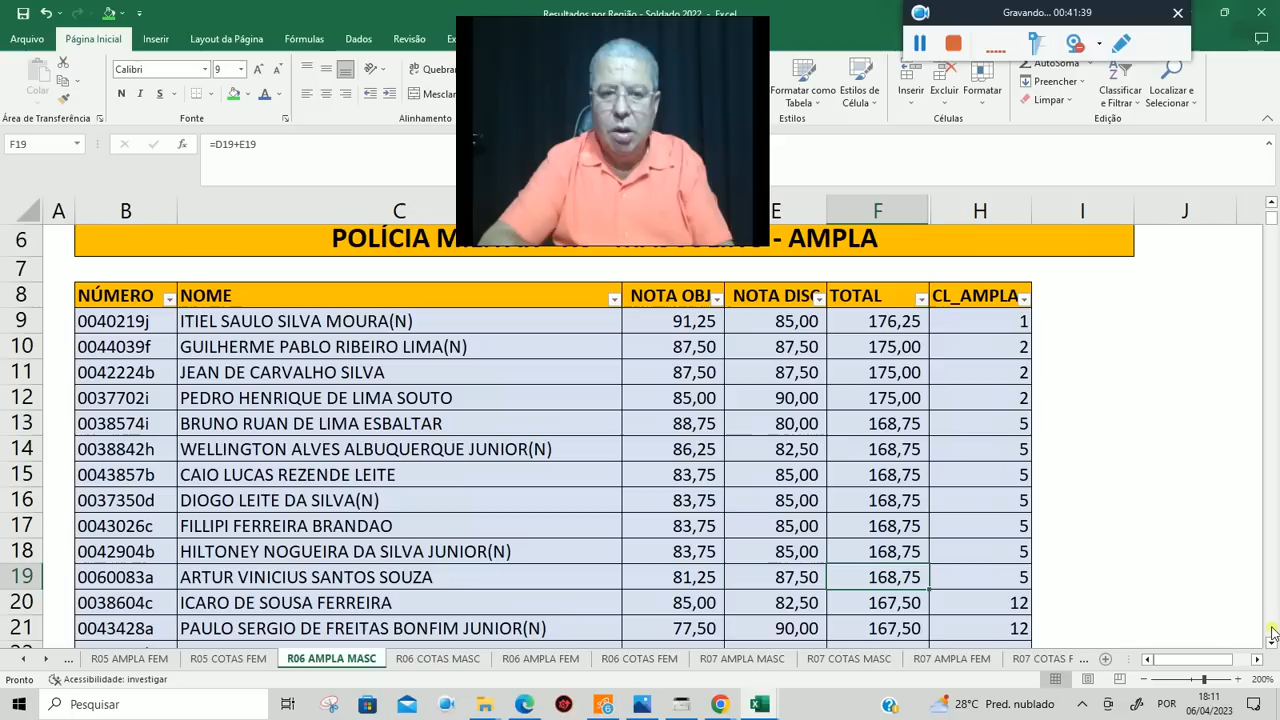 Resultados por Região - Soldado 2022 - Excel
Gravando... 00:41:39
Arquivo Página Inicial Inserir Layout da Página Fórmulas Dados Revisão
Colar Calibri 9 Quebrar AutoSoma
N I S Formatar como Tabela Estilos de Célula Inserir Excluir Formatar Preencher Classificar e Filtrar Localizar e Selecionar
Limpar
Área de Transferência Fonte Alinhamento Estilos Células Edição
F19 fx =D19+E19
A B C E F H I J
6 POLÍCIA MILITAR - AMPLA
7
8 NÚMERO NOME NOTA OBJ NOTA DISC TOTAL CL_AMPLA
9 0040219j ITIEL SAULO SILVA MOURA(N) 91,25 85,00 176,25 1
10 0044039f GUILHERME PABLO RIBEIRO LIMA(N) 87,50 87,50 175,00 2
11 0042224b JEAN DE CARVALHO SILVA 87,50 87,50 175,00 2
12 0037702i PEDRO HENRIQUE DE LIMA SOUTO 85,00 90,00 175,00 2
13 0038574i BRUNO RUAN DE LIMA ESBALTAR 88,75 80,00 168,75 5
14 0038842h WELLINGTON ALVES ALBUQUERQUE JUNIOR(N) 86,25 82,50 168,75 5
15 0043857b CAIO LUCAS REZENDE LEITE 83,75 85,00 168,75 5
16 0037350d DIOGO LEITE DA SILVA(N) 83,75 85,00 168,75 5
17 0043026c FILLIPI FERREIRA BRANDAO 83,75 85,00 168,75 5
18 0042904b HILTONEY NOGUEIRA DA SILVA JUNIOR(N) 83,75 85,00 168,75 5
19 0060083a ARTUR VINICIUS SANTOS SOUZA 81,25 87,50 168,75 5
20 0038604c ICARO DE SOUSA FERREIRA 85,00 82,50 167,50 12
21 0043428a PAULO SERGIO DE FREITAS BONFIM JUNIOR(N) 77,50 90,00 167,50 12
... R05 AMPLA FEM R05 COTAS FEM R06 AMPLA MASC R06 COTAS MASC R06 AMPLA FEM R06 COTAS FEM R07 AMPLA MASC R07 COTAS MASC R07 AMPLA FEM R07 COTAS F ...
Pronto Acessibilidade: investigar 200%
Pesquisar 28°C Pred. nublado POR 18:11
06/04/2023